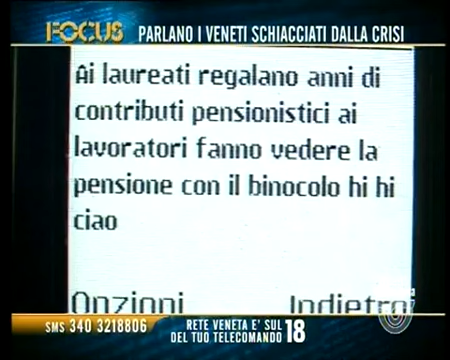 FOCUS
PARLANO I VENETI SCHIACCIATI DALLA CRISI
Ai laureati regalano anni di
contributi pensionistici ai
lavoratori fanno vedere la
pensione con il binocolo hi hi
ciao
Opzioni Indietro
SMS 340 3218806
RETE VENETA E' SUL
DEL TUO TELECOMANDO 18